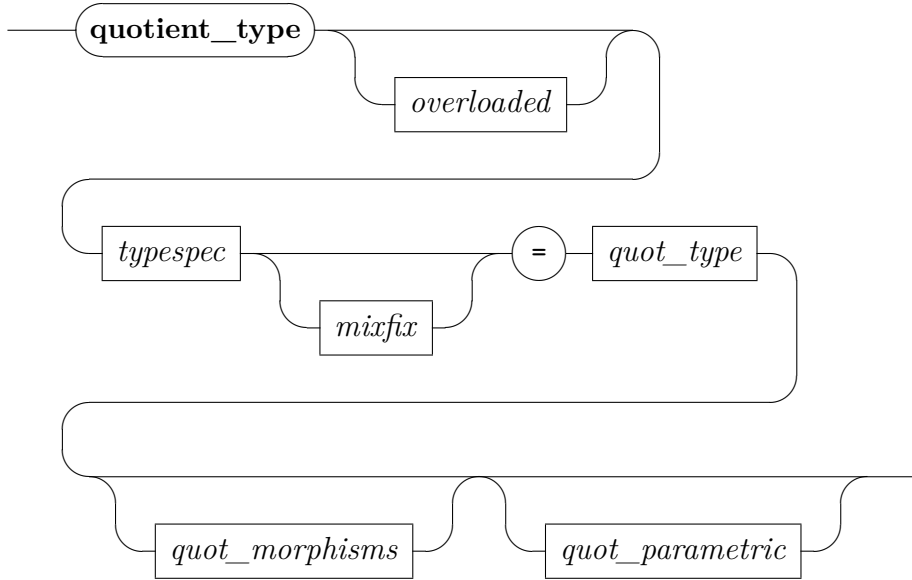 quotient_type
overloaded
typespec = quot_type
mixfix
quot_morphisms quot_parametric